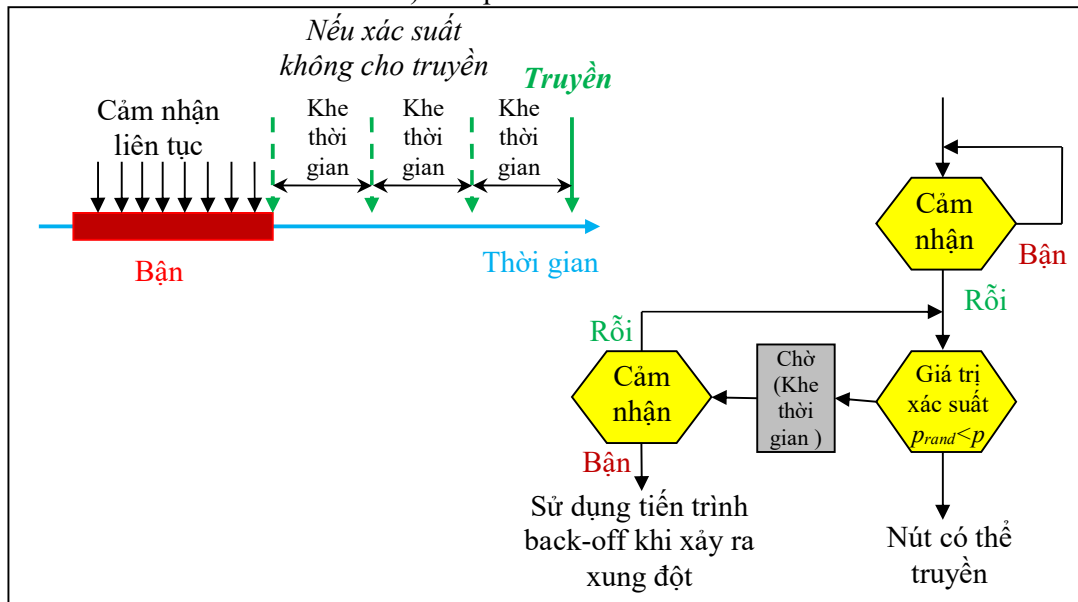 Nếu xác suất
không cho truyền
Truyền
Cảm nhận
liên tục
Khe
thời
gian
Khe
thời
gian
Khe
thời
gian
Bận
Thời gian
Cảm
nhận
Bận
Rỗi
Rỗi
Cảm
nhận
Chờ
(Khe
thời
gian )
Giá trị
xác suất
prand<p
Bận
Sử dụng tiến trình
back-off khi xảy ra
xung đột
Nút có thể
truyền